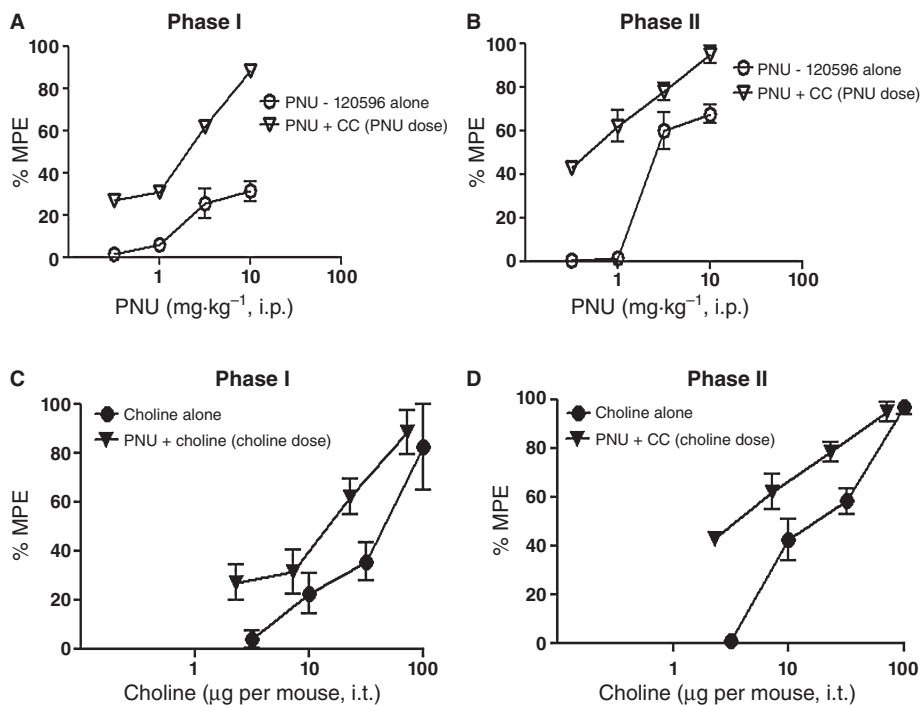 A
Phase I
100
80
60
40
20
0
% MPE
PNU - 120596 alone
PNU + CC (PNU dose)
1
10
100
PNU (mg·kg⁻¹, i.p.)
B
Phase II
100
80
60
40
20
0
% MPE
PNU - 120596 alone
PNU + CC (PNU dose)
1
10
100
PNU (mg·kg⁻¹, i.p.)
C
Phase I
100
80
60
40
20
0
% MPE
Choline alone
PNU + choline (choline dose)
1
10
100
Choline (μg per mouse, i.t.)
D
Phase II
100
80
60
40
20
0
% MPE
Choline alone
PNU + CC (choline dose)
1
10
100
Choline (μg per mouse, i.t.)